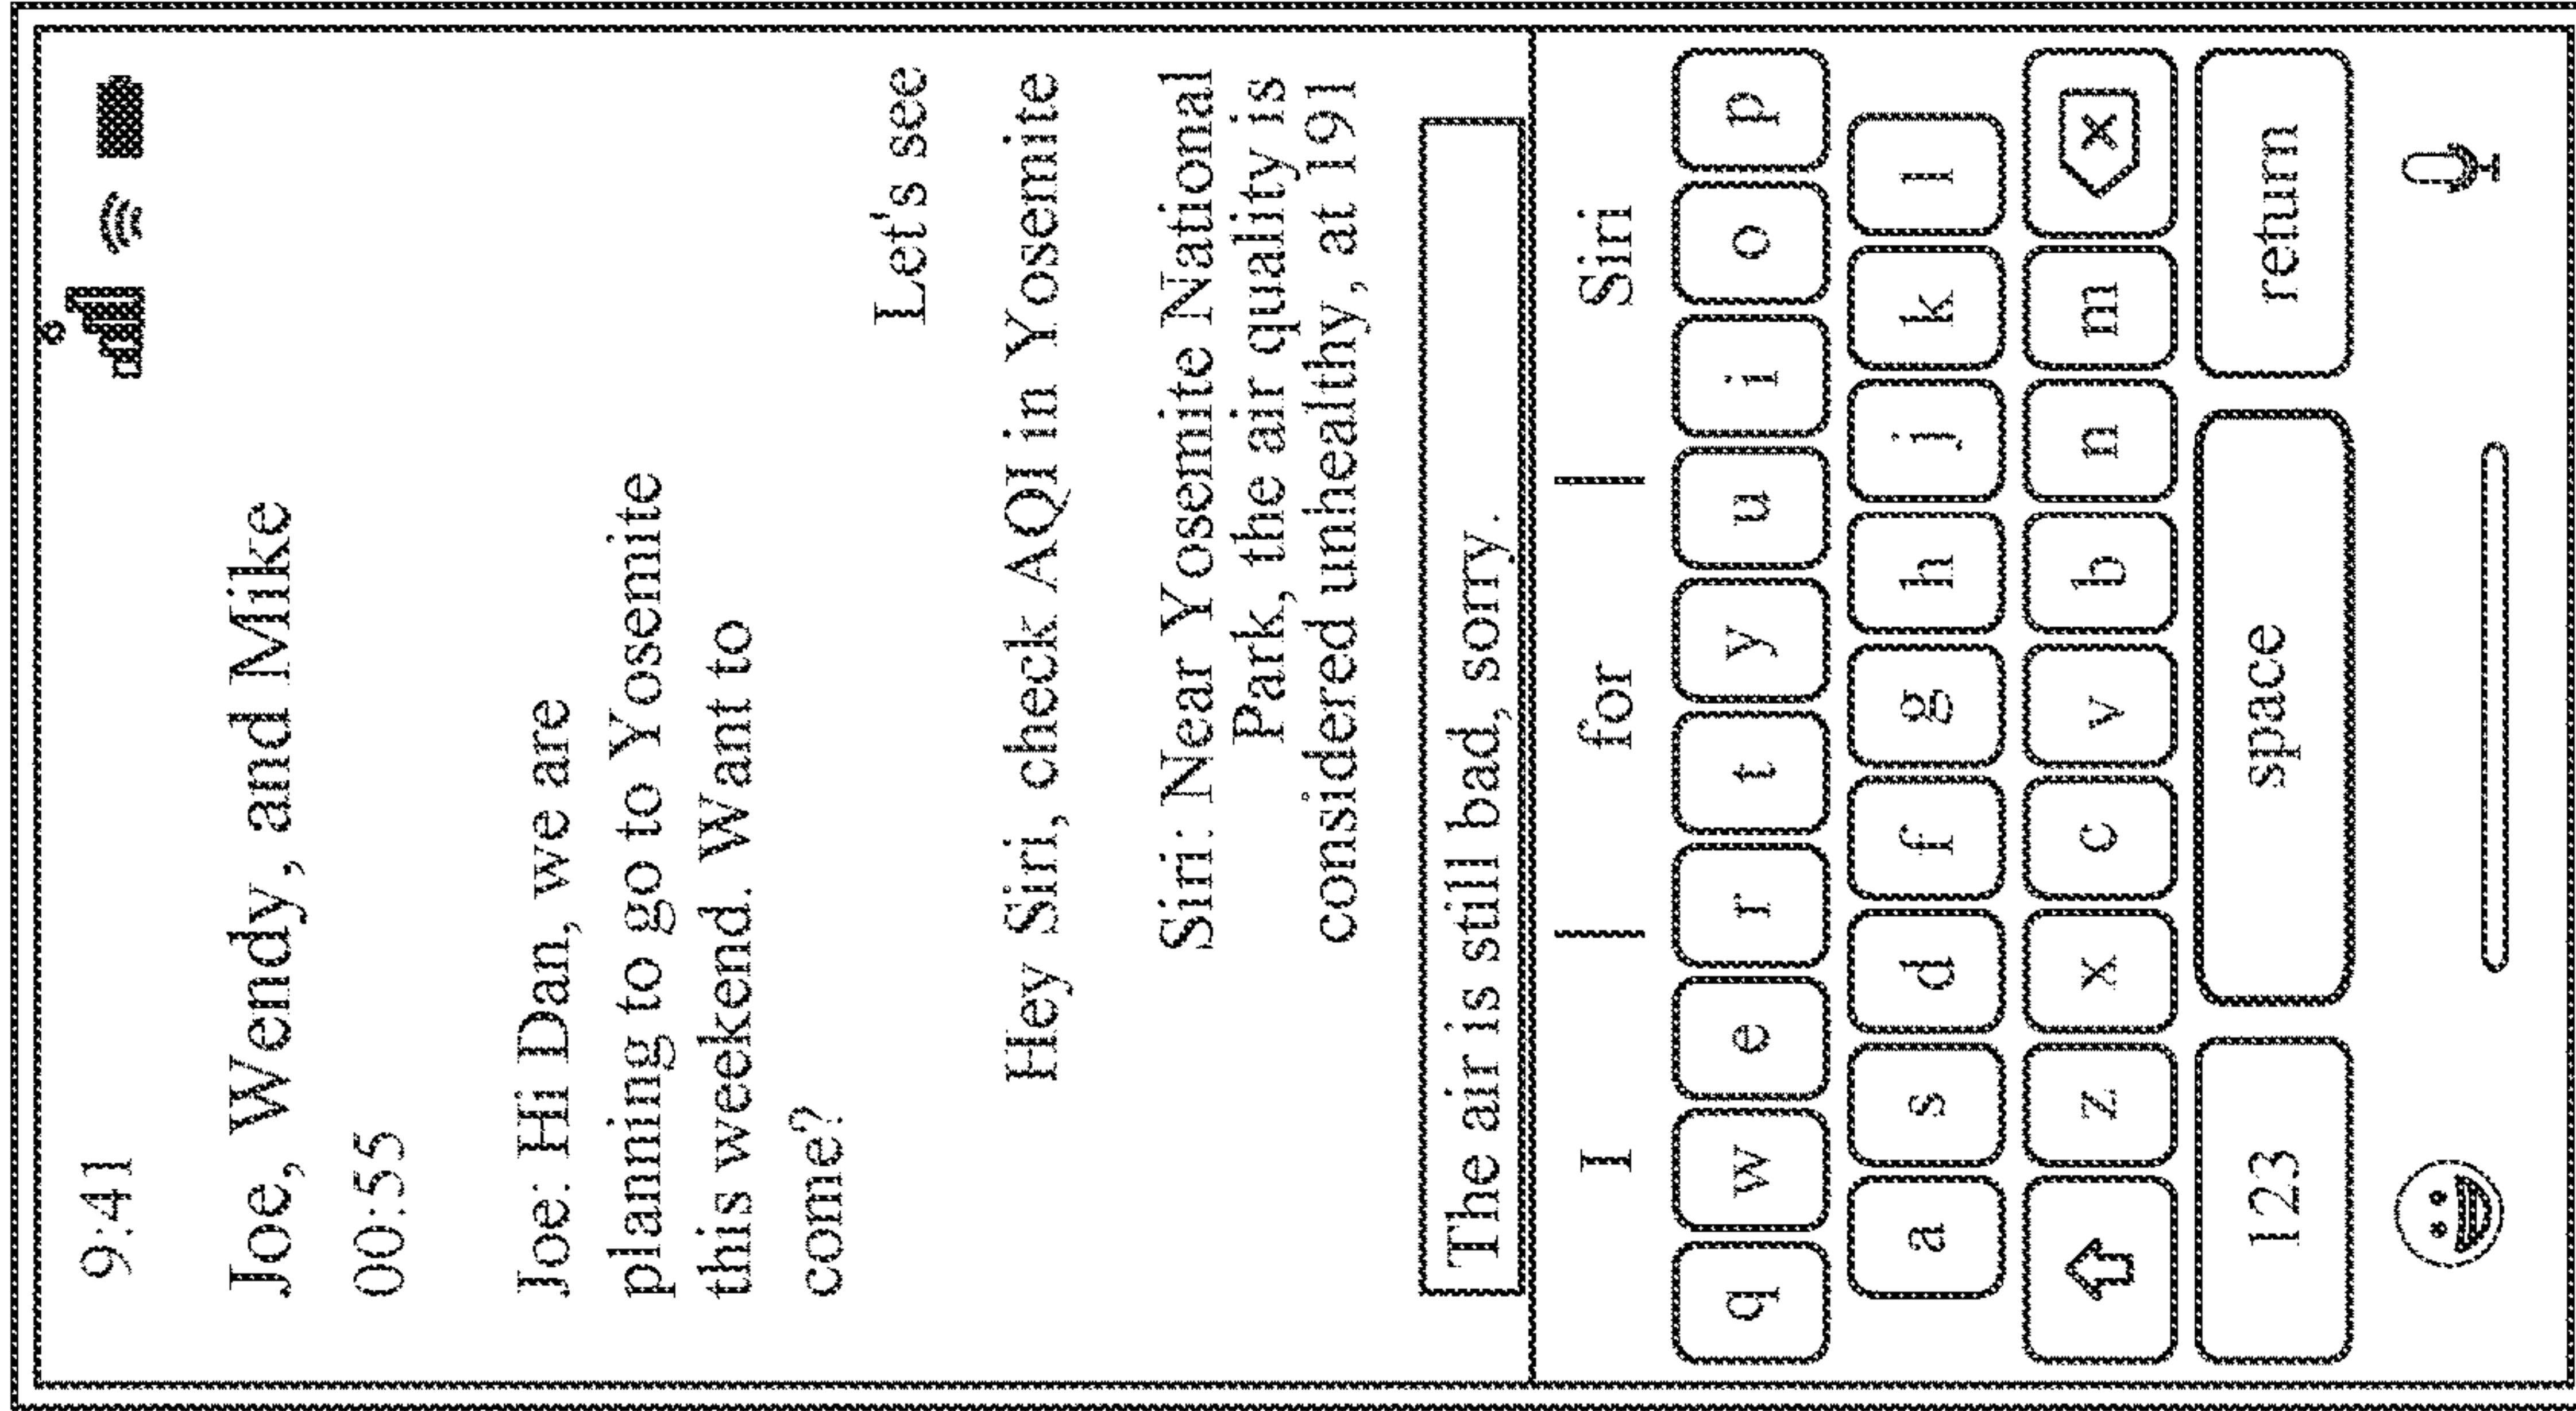 9:41
Joe, Wendy, and Mike
00:55
Joe: Hi Dan, we are
planning to go to Yosemite
this weekend. Want to
come?
Let's see
Hey Siri, check AQI in Yosemite
Siri: Near Yosemite National
Park, the air quality is
considered unhealthy, at 191
The air is still bad, sorry.
I | for | Siri
q w e r t y u i o p
a s d f g h j k l
z x c v b n m
123 space return